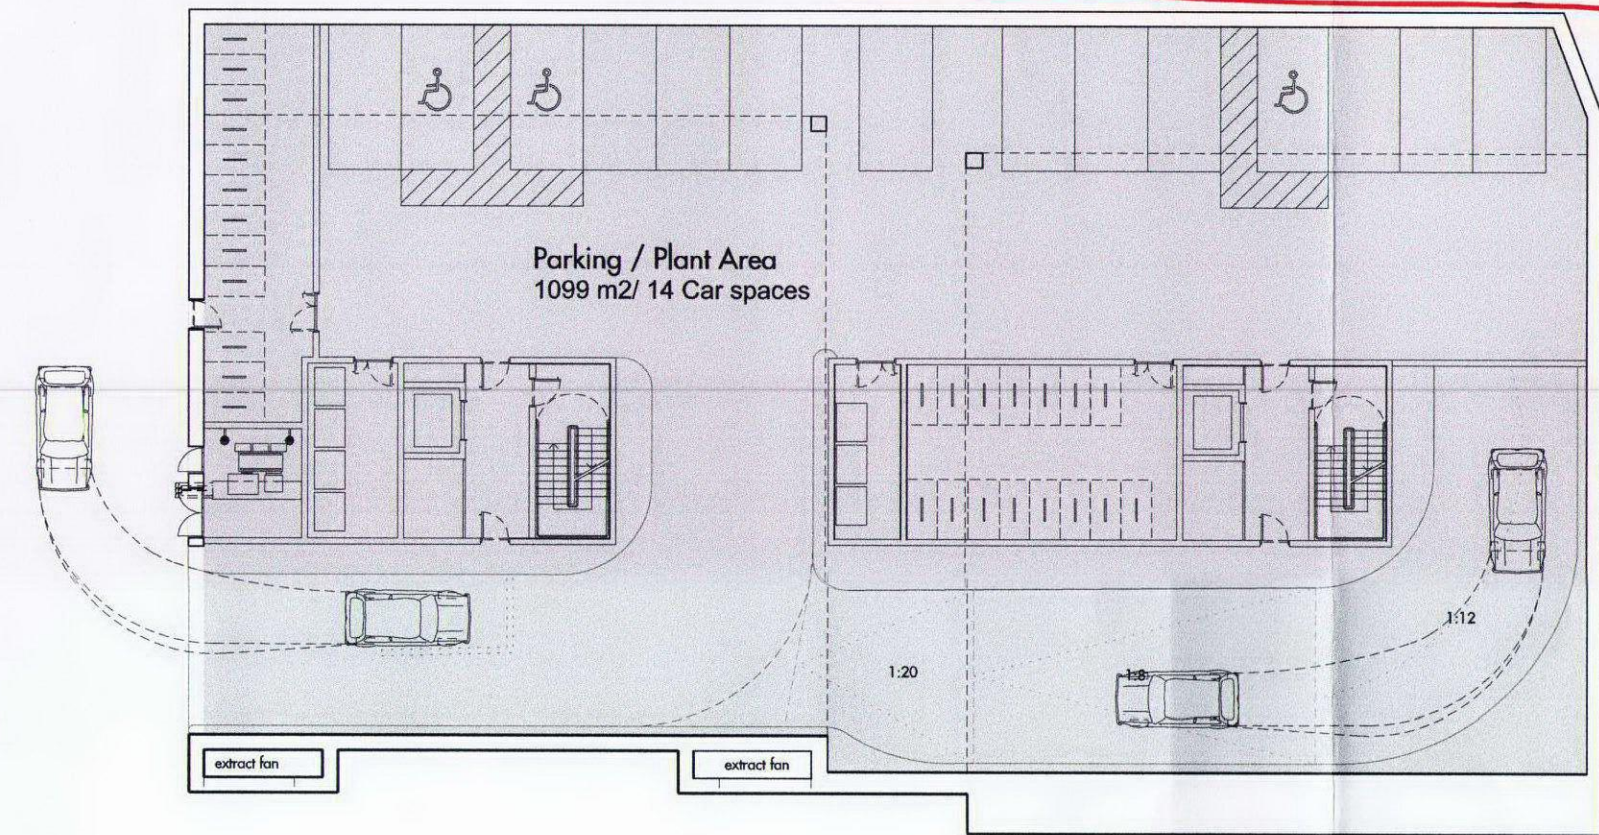 Parking / Plant Area
1099 m2/ 14 Car spaces
1:12
1:20
1:8
extract fan
extract fan